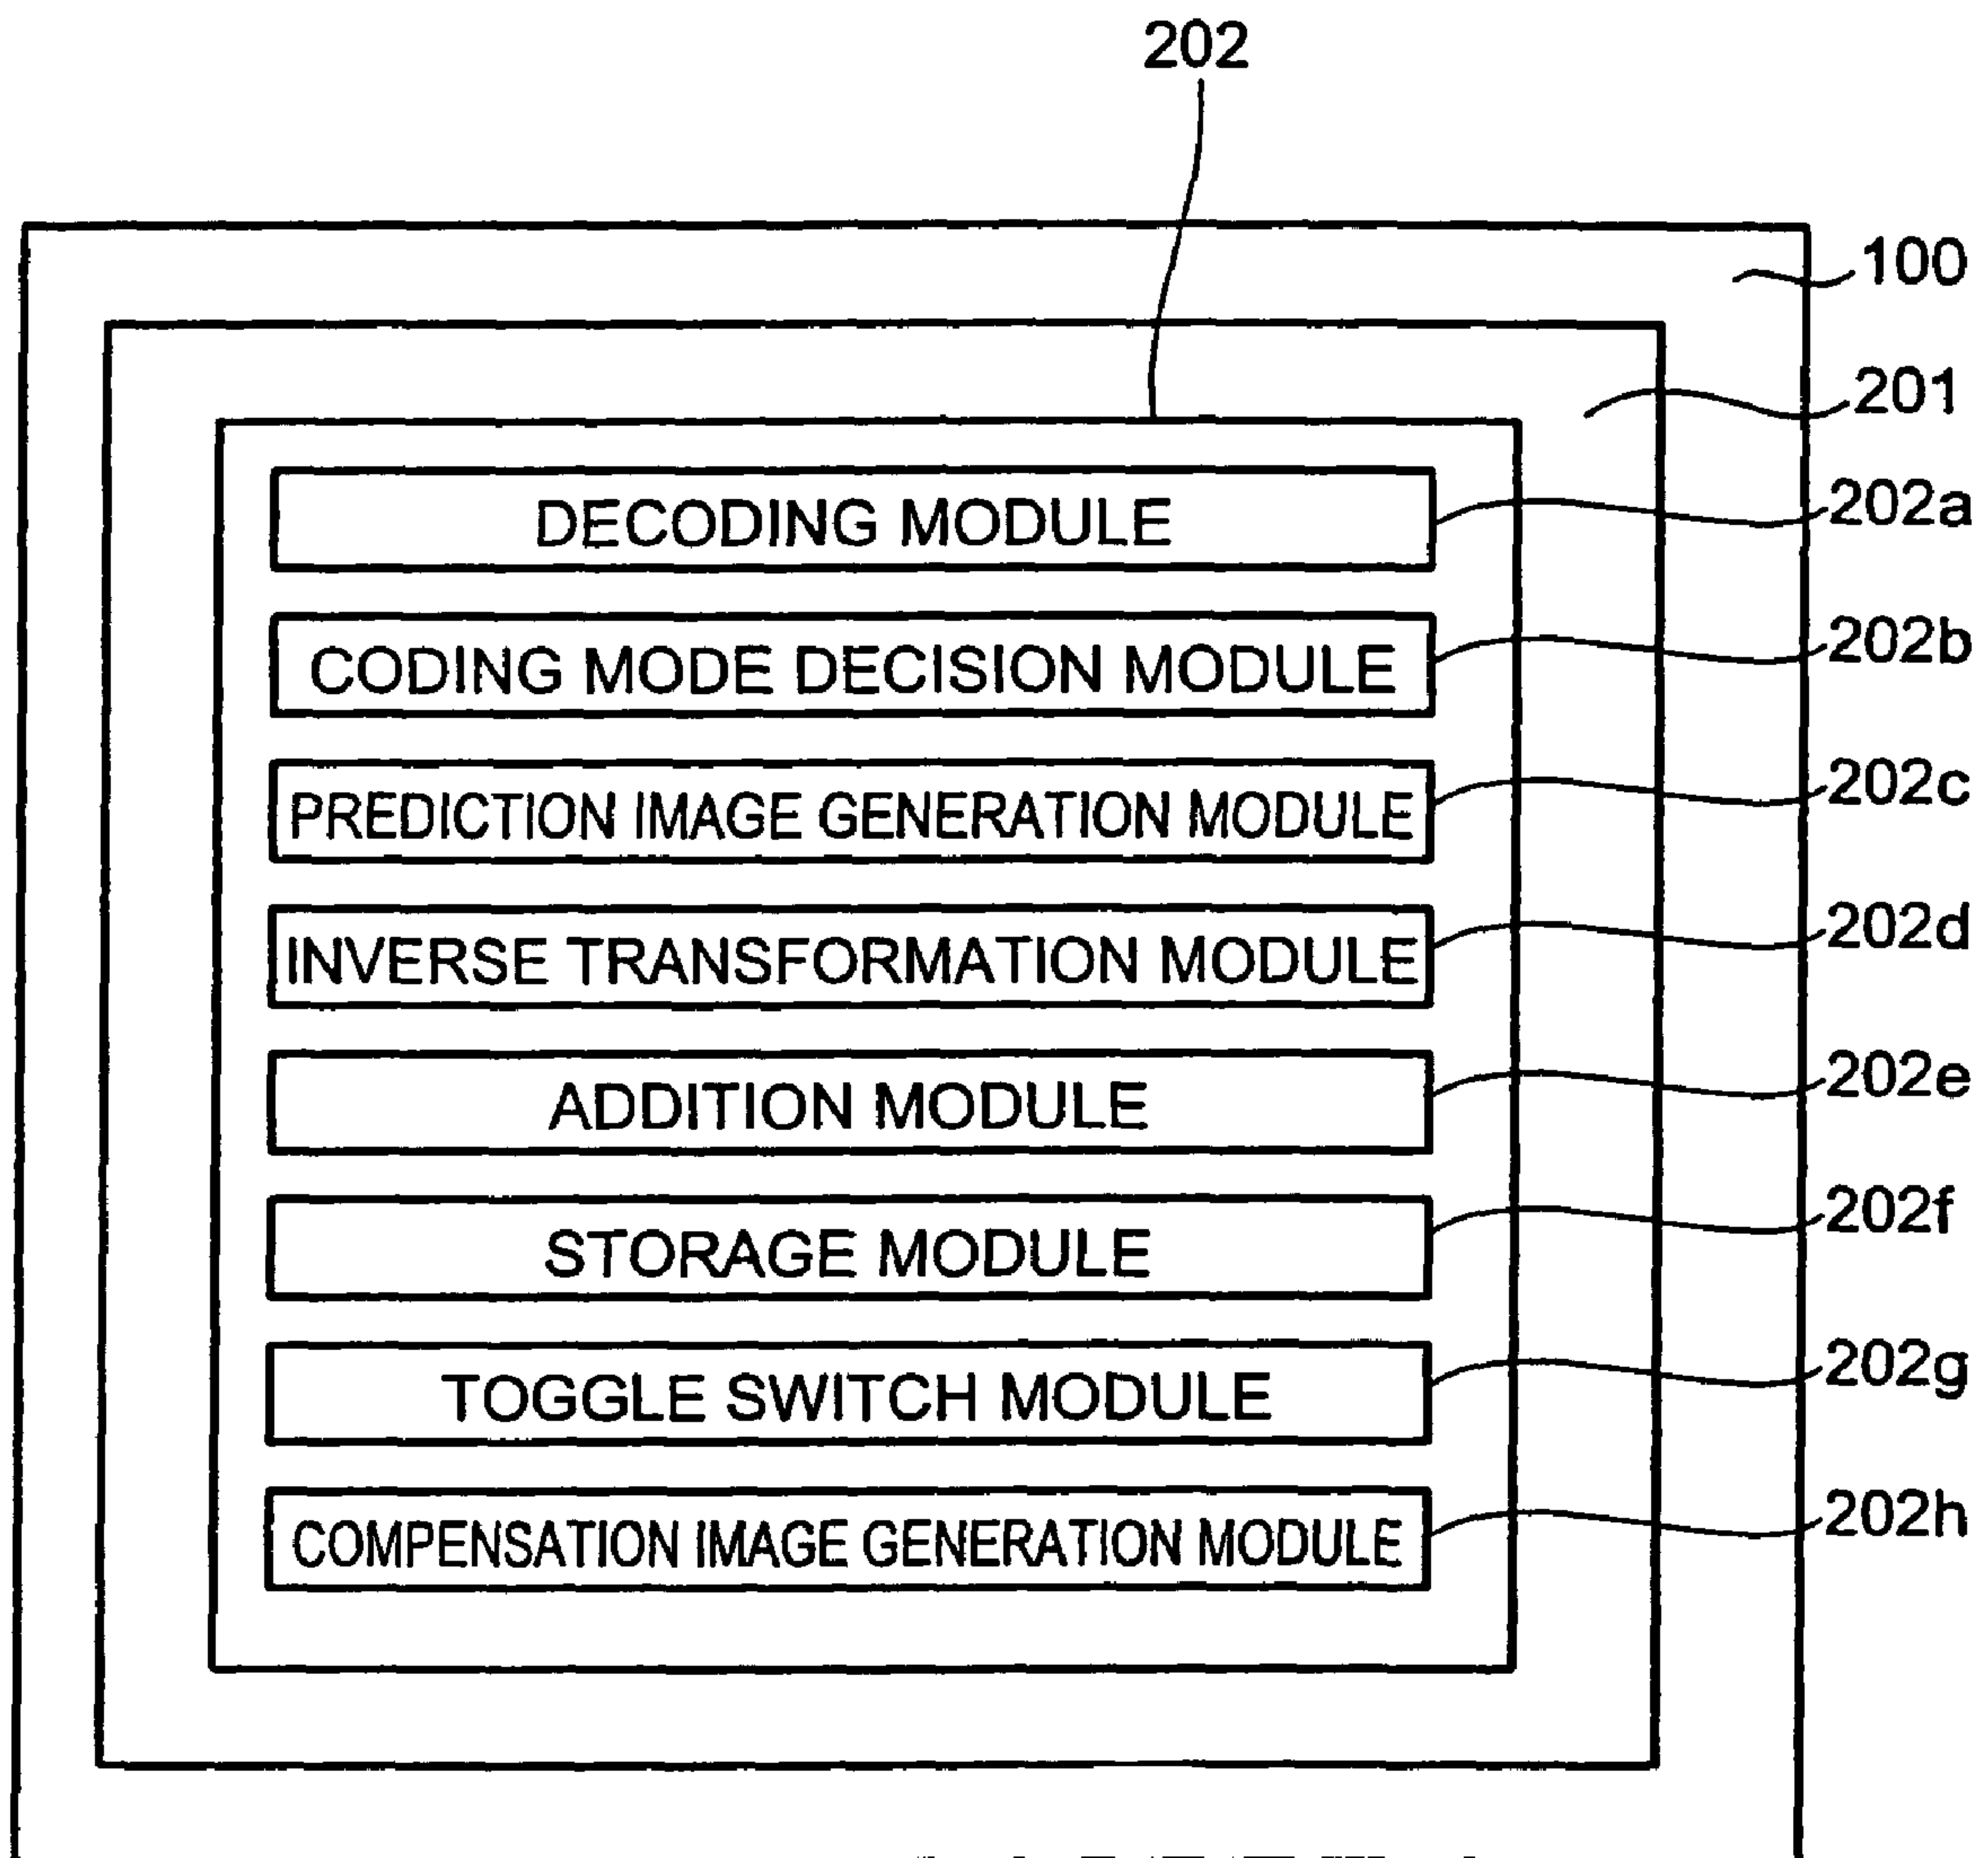 202
100
201
DECODING MODULE 202a
CODING MODE DECISION MODULE 202b
PREDICTION IMAGE GENERATION MODULE 202c
INVERSE TRANSFORMATION MODULE 202d
ADDITION MODULE 202e
STORAGE MODULE 202f
TOGGLE SWITCH MODULE 202g
COMPENSATION IMAGE GENERATION MODULE 202h